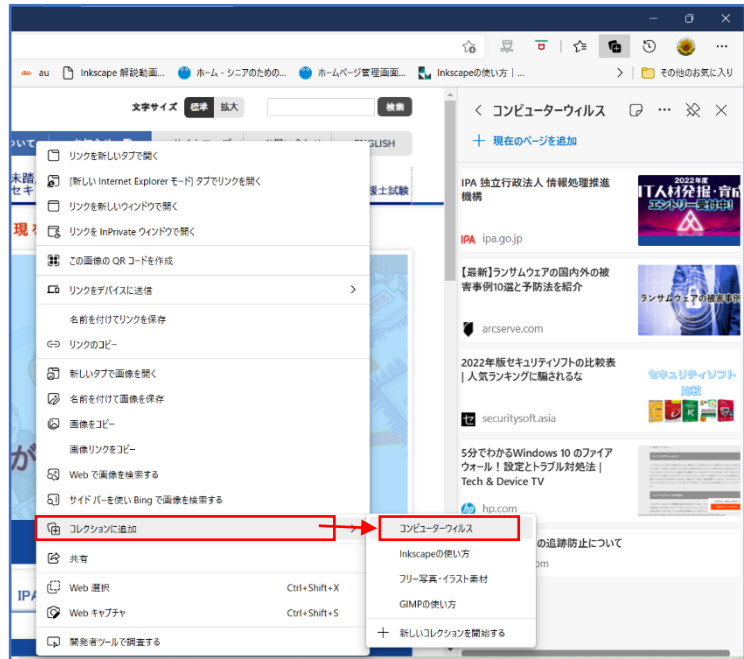 au
Inkscape 解説動画...
ホーム - シニアのための...
ホームページ管理画面...
Inkscapeの使い方 | ...
その他のお気に入り
文字サイズ 標準 拡大
検索
ENGLISH
リンクを新しいタブで開く
[新しい Internet Explorer モード] タブでリンクを開く
リンクを新しいウィンドウで開く
リンクを InPrivate ウィンドウで開く
この画像の QR コードを作成
リンクをデバイスに送信
名前を付けてリンクを保存
リンクのコピー
新しいタブで画像を開く
名前を付けて画像を保存
画像をコピー
画像リンクをコピー
Web で画像を検索する
サイド バーを使い Bing で画像を検索する
コレクションに追加
共有
Web 選択 Ctrl+Shift+X
Web キャプチャ Ctrl+Shift+S
開発者ツールで調査する
コンピューターウィルス
Inkscapeの使い方
フリー写真・イラスト素材
GIMPの使い方
新しいコレクションを開始する
コンピューターウィルス
現在のページを追加
IPA 独立行政法人 情報処理推進
機構
IPA ipa.go.jp
2022年度
IT人材発掘・育成
エントリー受付中!
【最新】ランサムウェアの国内外の被
害事例10選と予防法を紹介
arcserve.com
ランサムウェアの被害事例
2022年版セキュリティソフトの比較表
| 人気ランキングに騙されるな
securitysoft.asia
セキュリティソフト
比較
5分でわかるWindows 10 のファイア
ウォール！設定とトラブル対処法 |
Tech & Device TV
hp.com
の追跡防止について